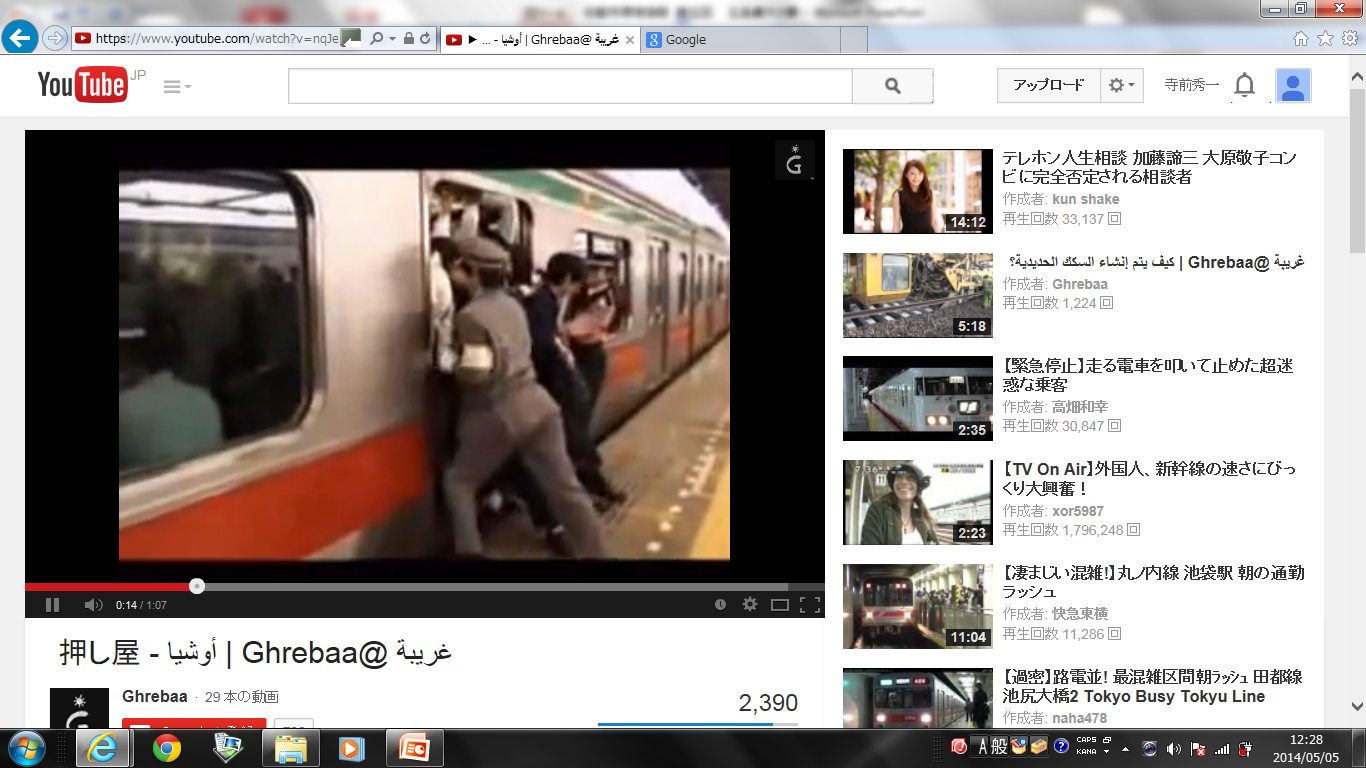 https://www.youtube.com/watch?v=nqJe
غريبة @Ghrebaa | أوشيا - ...
Google
YouTube JP
アップロード
寺前秀一
G
0:14 / 1:07
押し屋 - أوشيا | Ghrebaa@ غريبة
Ghrebaa · 29 本の動画
2,390
14:12
テレホン人生相談 加藤諦三 大原敬子コン
ビに完全否定される相談者
作成者: kun shake
再生回数 33,137 回
5:18
غريبة @Ghrebaa | كيف يتم إنشاء السكك الحديدية؟
作成者: Ghrebaa
再生回数 1,224 回
2:35
【緊急停止】走る電車を叩いて止めた超迷
惑な乗客
作成者: 高畑和幸
再生回数 30,847 回
2:23
【TV On Air】外国人、新幹線の速さにびっ
くり大興奮！
作成者: xor5987
再生回数 1,796,248 回
11:04
【凄まじい混雑!】丸ノ内線 池袋駅 朝の通勤
ラッシュ
作成者: 快急東横
再生回数 11,286 回
【過密】路電並! 最混雑区間朝ﾗｯｼｭ 田都線
池尻大橋2 Tokyo Busy Tokyu Line
作成者: naha478
A 般
CAPS
KANA
12:28
2014/05/05